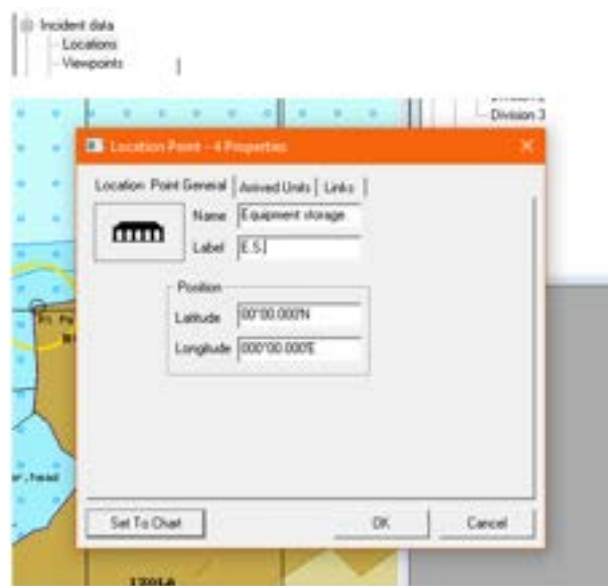 Incident data
Locations
Viewpoints
Division 3
Location Point - 4 Properties
Location Point General Arrived Units Links
Name Equipment storage
Label E.S.
Position
Latitude 00°00.000'N
Longitude 000°00.000'E
Set To Chart OK Cancel
IZOLA